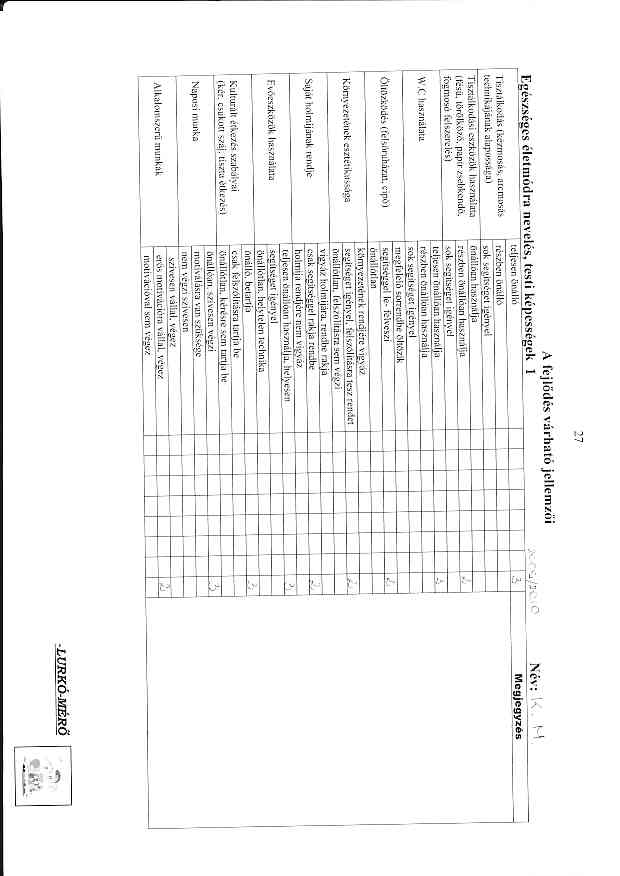 27
A fejlődés várható jellemzői
2009/2010
Név: K. M
Egészséges életmódra nevelés, testi képességek 1
Megjegyzés
Tisztálkodás (kézmosás, arcmosás technikájának alapossága)
teljesen önálló 3
részben önálló
sok segítséget igényel
Tisztálkodási eszközök használata (fésű, törölköző, papír zsebkendő, fogmosó felszerelés)
önállóan használja
részben önállóan használja 2
sok segítséget igényel
W.C használata
teljesen önállóan használja 3
részben önállóan használja
sok segítséget igényel
Öltözködés (felsőruházat, cipő)
megfelelő sorrendbe öltözik
segítséggel le- felveszi 2
önállótlan
Környezetének esztétikássága
környezetének rendjére vigyáz
segítséget igényel, felszólításra tesz rendet 2
önállótlan, felszólításra sem végzi
Saját holmijának rendje
vigyáz holmijára, rendbe rakja
csak segítséggel rakja rendbe 2
holmija rendjére nem vigyáz
Evőeszközök használata
teljesen önállóan használja, helyesen 3
segítséget igényel
önállótlan, helytelen technika
Kulturált étkezés szabályai (kér, csukott száj, tiszta étkezés)
önálló, betartja 3
csak felszólításra tartja be
önállótlan, kérésre sem tartja be
Naposi munka
önállóan, szívesen végzi 3
motiválásra van szüksége
nem végzi szívesen
Alkalomszerű munkák
szívesen vállal, végez
erős motivációra vállal, végez 2
motivációval sem végez
-LURKÓ-MÉRŐ